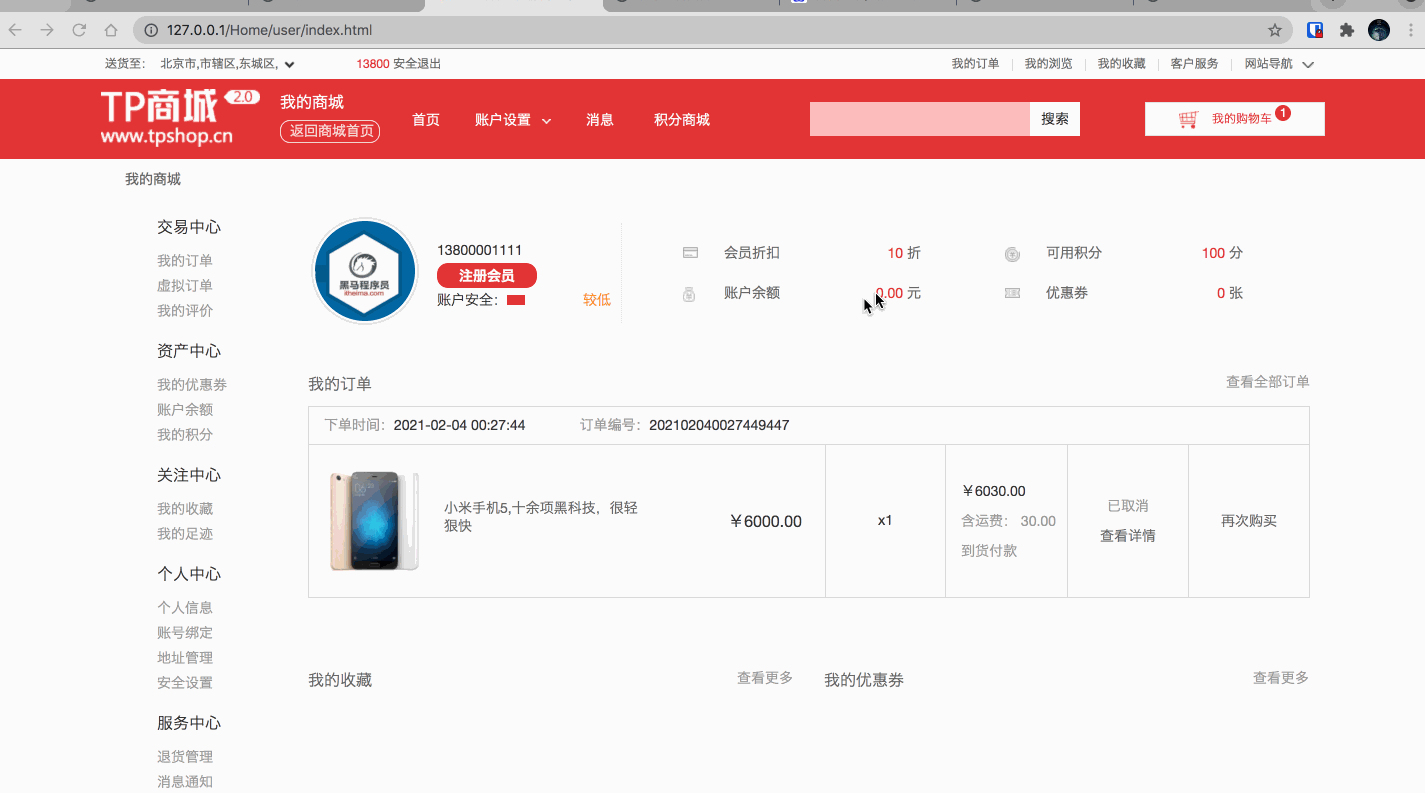 127.0.0.1/Home/user/index.html
送货至： 北京市,市辖区,东城区, 13800 安全退出 我的订单 我的浏览 我的收藏 客户服务 网站导航
TP商城 2.0
www.tpshop.cn
我的商城
返回商城首页
首页 账户设置 消息 积分商城 搜索 我的购物车 1
我的商城
交易中心
我的订单
虚拟订单
我的评价
资产中心
我的优惠券
账户余额
我的积分
关注中心
我的收藏
我的足迹
个人中心
个人信息
账号绑定
地址管理
安全设置
服务中心
退货管理
消息通知
黑马程序员
itheima.com
13800001111
注册会员
账户安全： 较低
会员折扣 10 折 可用积分 100 分
账户余额 0.00 元 优惠券 0 张
我的订单 查看全部订单
下单时间： 2021-02-04 00:27:44 订单编号： 202102040027449447
小米手机5,十余项黑科技，很轻
狠快
￥6000.00
x1
￥6030.00
含运费： 30.00
到货付款
已取消
查看详情
再次购买
我的收藏 查看更多 我的优惠券 查看更多